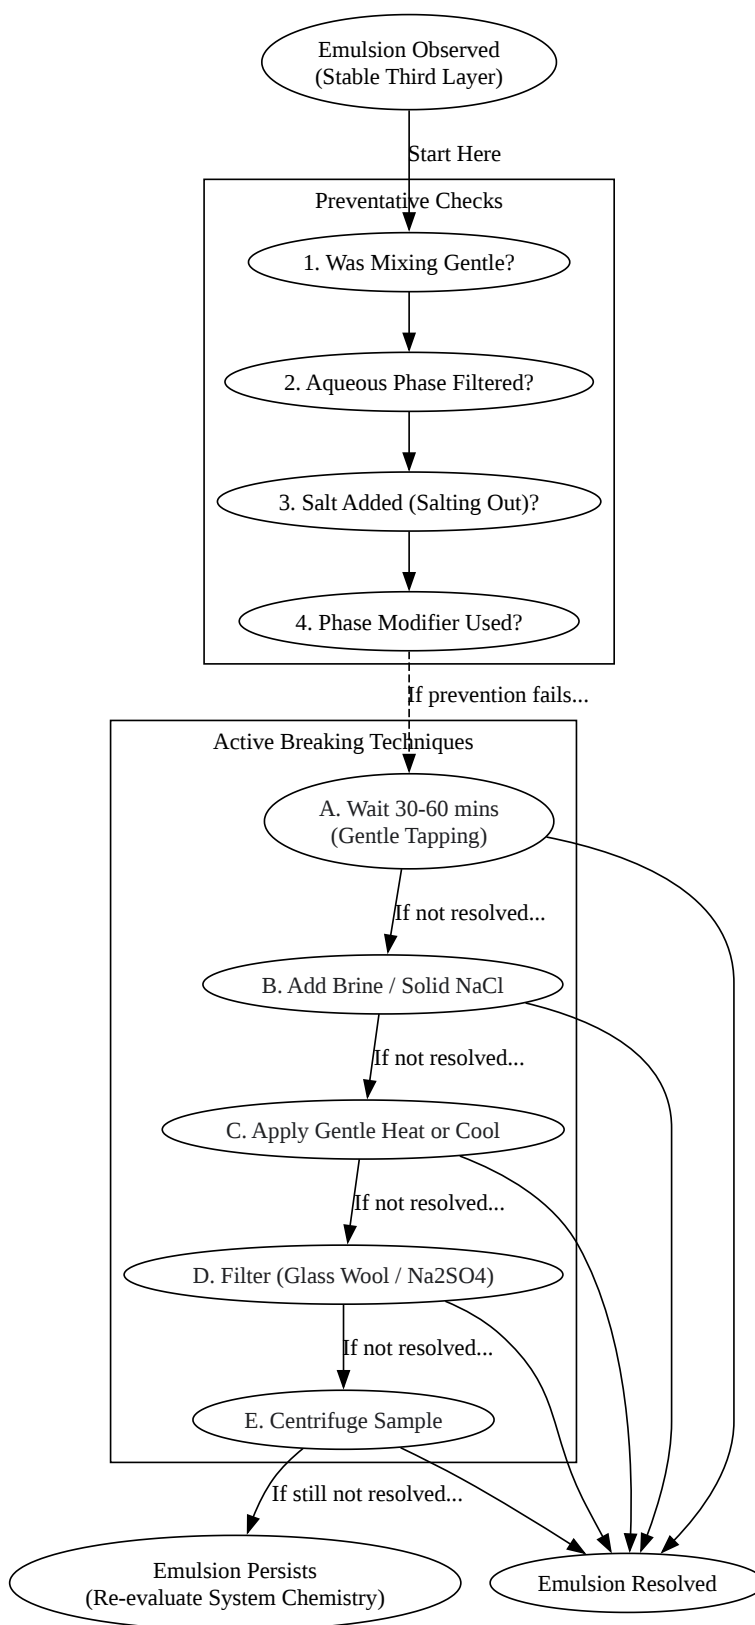 Emulsion Observed
(Stable Third Layer)
Start Here
Preventative Checks
1. Was Mixing Gentle?
2. Aqueous Phase Filtered?
3. Salt Added (Salting Out)?
4. Phase Modifier Used?
If prevention fails...
Active Breaking Techniques
A. Wait 30-60 mins
(Gentle Tapping)
If not resolved...
B. Add Brine / Solid NaCl
If not resolved...
C. Apply Gentle Heat or Cool
If not resolved...
D. Filter (Glass Wool / Na2SO4)
If not resolved...
E. Centrifuge Sample
If still not resolved...
Emulsion Persists
(Re-evaluate System Chemistry)
Emulsion Resolved